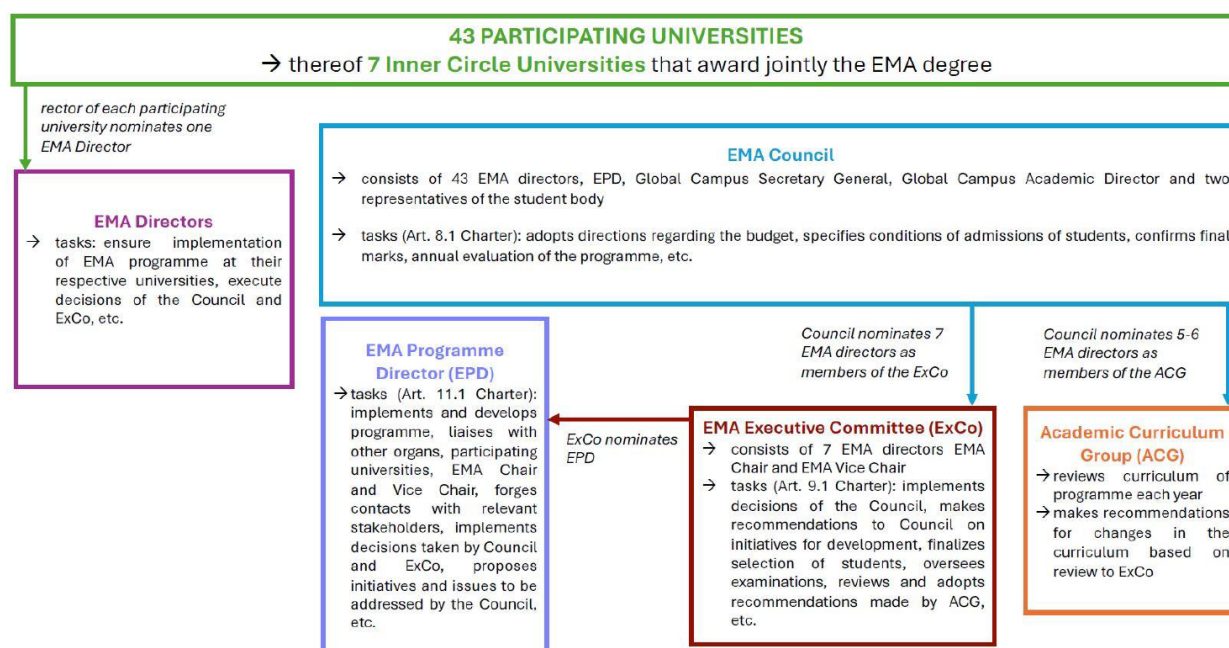 43 PARTICIPATING UNIVERSITIES
→ thereof 7 Inner Circle Universities that award jointly the EMA degree
rector of each participating
university nominates one
EMA Director
EMA Directors
→ tasks: ensure implementation
of EMA programme at their
respective universities, execute
decisions of the Council and
ExCo, etc.
EMA Council
→ consists of 43 EMA directors, EPD, Global Campus Secretary General, Global Campus Academic Director and two
representatives of the student body
→ tasks (Art. 8.1 Charter): adopts directions regarding the budget, specifies conditions of admissions of students, confirms final
marks, annual evaluation of the programme, etc.
EMA Programme
Director (EPD)
→ tasks (Art. 11.1 Charter):
implements and develops
programme, liaises with
other organs, participating
universities, EMA Chair
and Vice Chair, forges
contacts with relevant
stakeholders, implements
decisions taken by Council
and ExCo, proposes
initiatives and issues to be
addressed by the Council,
etc.
ExCo nominates
EPD
Council nominates 7
EMA directors as
members of the ExCo
EMA Executive Committee (ExCo)
→ consists of 7 EMA directors EMA
Chair and EMA Vice Chair
→ tasks (Art. 9.1 Charter): implements
decisions of the Council, makes
recommendations to Council on
initiatives for development, finalizes
selection of students, oversees
examinations, reviews and adopts
recommendations made by ACG,
etc.
Council nominates 5-6
EMA directors as
members of the ACG
Academic Curriculum
Group (ACG)
→ reviews curriculum of
programme each year
→ makes recommendations
for changes in the
curriculum based on
review to ExCo